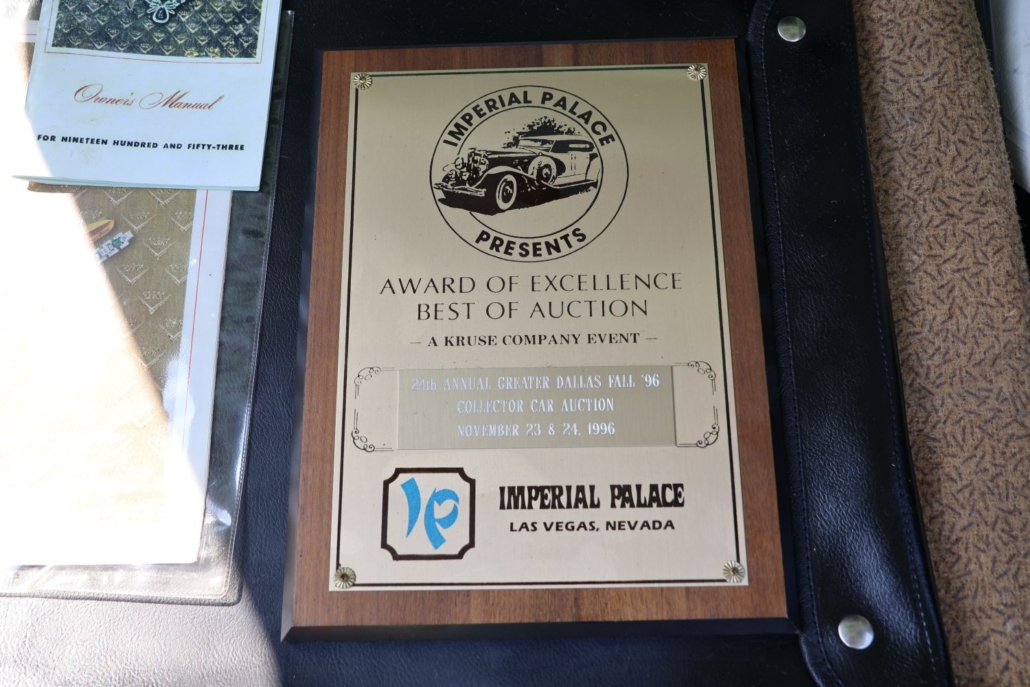 Owner's Manual
FOR NINETEEN HUNDRED AND FIFTY-THREE
IMPERIAL PALACE
PRESENTS
AWARD OF EXCELLENCE
BEST OF AUCTION
— A KRUSE COMPANY EVENT —
24th ANNUAL GREATER DALLAS FALL '96
COLLECTOR CAR AUCTION
NOVEMBER 23 & 24, 1996
IP
IMPERIAL PALACE
LAS VEGAS, NEVADA